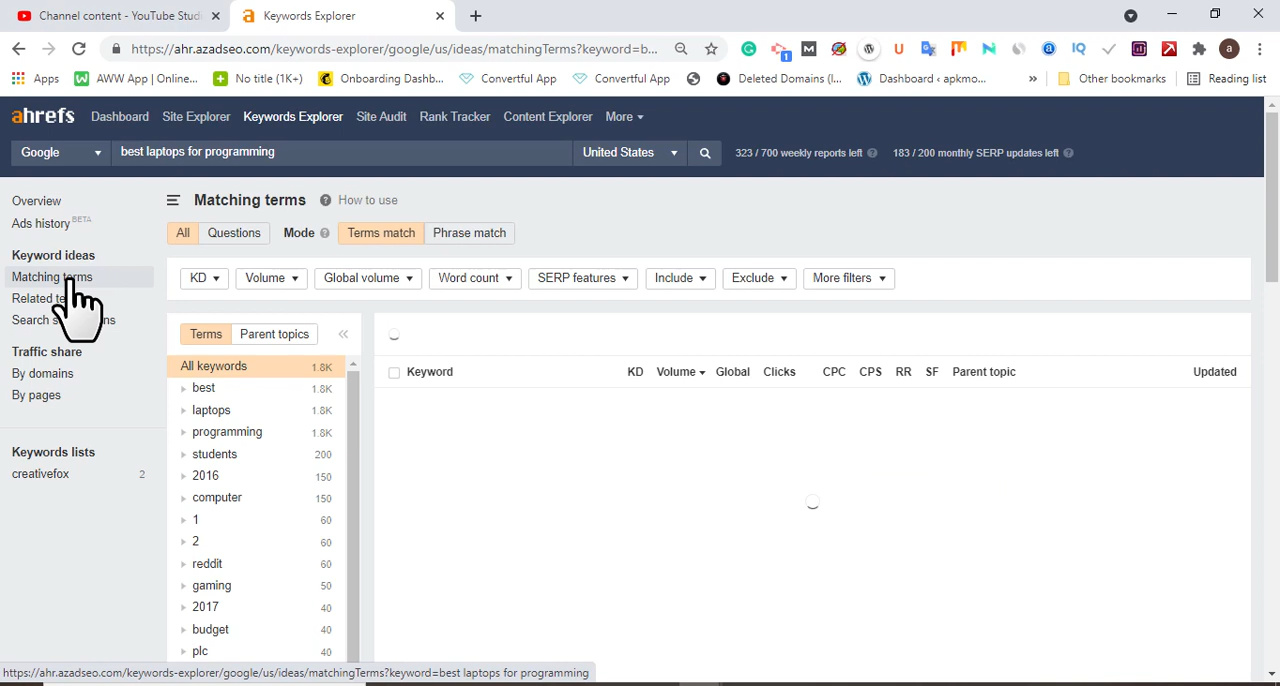 Channel content - YouTube Stud
Keywords Explorer
https://ahr.azadseo.com/keywords-explorer/google/us/ideas/matchingTerms?keyword=b...
Apps
AWW App | Online...
No title (1K+)
Onboarding Dashb...
Convertful App
Convertful App
Deleted Domains (l...
Dashboard ‹ apkmo...
»
Other bookmarks
Reading list
ahrefs
Dashboard
Site Explorer
Keywords Explorer
Site Audit
Rank Tracker
Content Explorer
More
Google
best laptops for programming
United States
323 / 700 weekly reports left
183 / 200 monthly SERP updates left
Overview
Ads history BETA
Keyword ideas
Matching terms
Related te
Search s
ns
Traffic share
By domains
By pages
Keywords lists
creativefox 2
Matching terms
How to use
All
Questions
Mode
Terms match
Phrase match
KD
Volume
Global volume
Word count
SERP features
Include
Exclude
More filters
Terms
Parent topics
All keywords 1.8K
best 1.8K
laptops 1.8K
programming 1.8K
students 200
2016 150
computer 150
1 60
2 60
reddit 60
gaming 50
2017 40
budget 40
plc 40
Keyword KD Volume Global Clicks CPC CPS RR SF Parent topic Updated
https://ahr.azadseo.com/keywords-explorer/google/us/ideas/matchingTerms?keyword=best laptops for programming